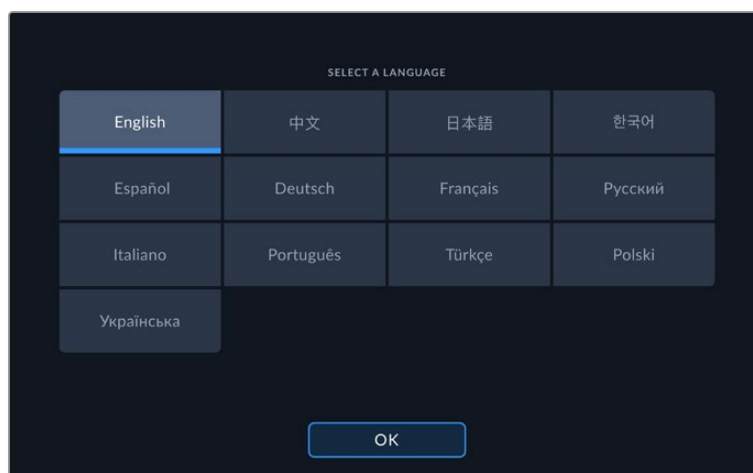 SELECT A LANGUAGE
English 中文 日本語 한국어
Español Deutsch Français Русский
Italiano Português Türkçe Polski
Українська
OK